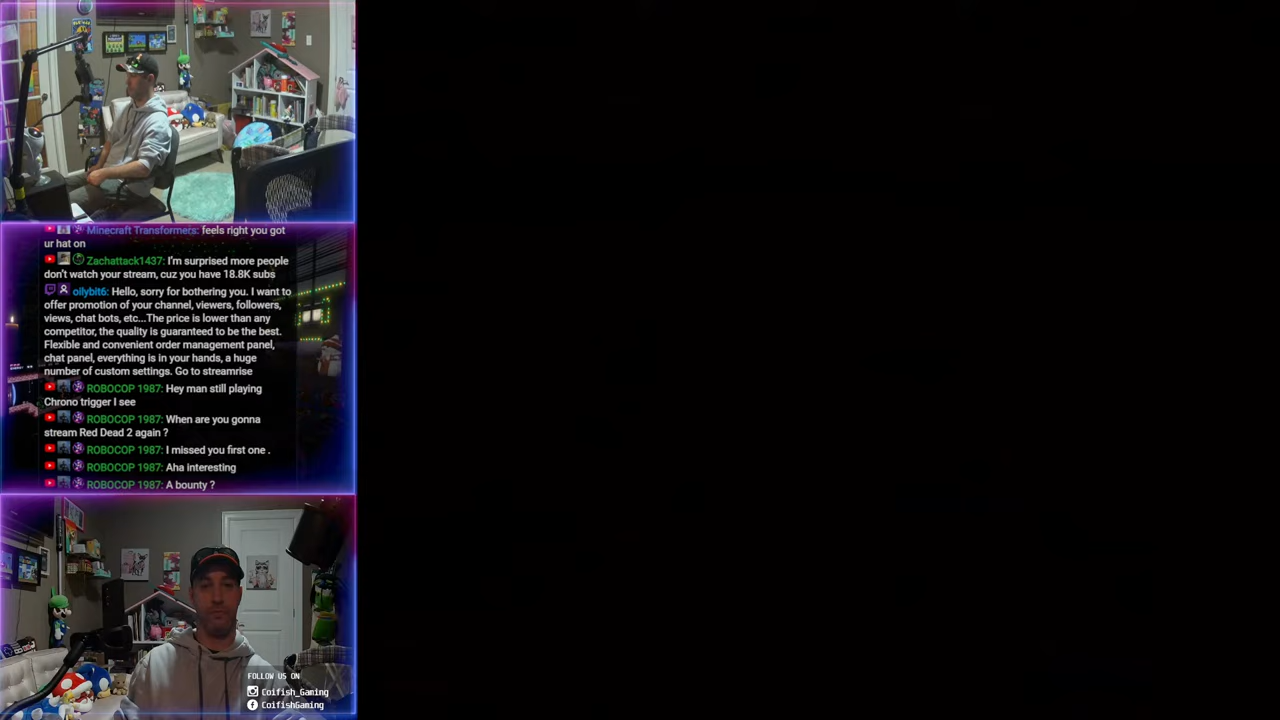 Minecraft Transformers: feels right you got
ur hat on
Zachattack1437: I'm surprised more people
don't watch your stream, cuz you have 18.8K subs
oilybit6: Hello, sorry for bothering you. I want to
offer promotion of your channel, viewers, followers,
views, chat bots, etc...The price is lower than any
competitor, the quality is guaranteed to be the best.
Flexible and convenient order management panel,
chat panel, everything is in your hands, a huge
number of custom settings. Go to streamrise
ROBOCOP 1987: Hey man still playing
Chrono trigger I see
ROBOCOP 1987: When are you gonna
stream Red Dead 2 again ?
ROBOCOP 1987: I missed you first one .
ROBOCOP 1987: Aha interesting
ROBOCOP 1987: A bounty ?
FOLLOW US ON
Coifish_Gaming
CoifishGaming